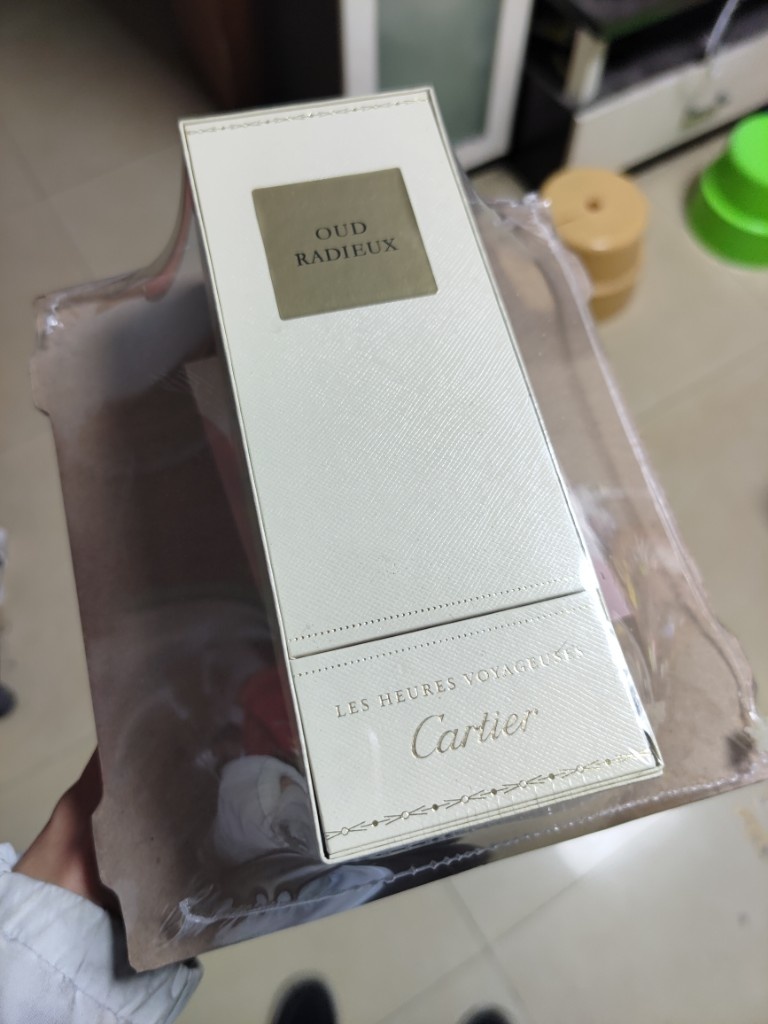 OUD
RADIEUX
LES HEURES VOYAGEUSES
Cartier